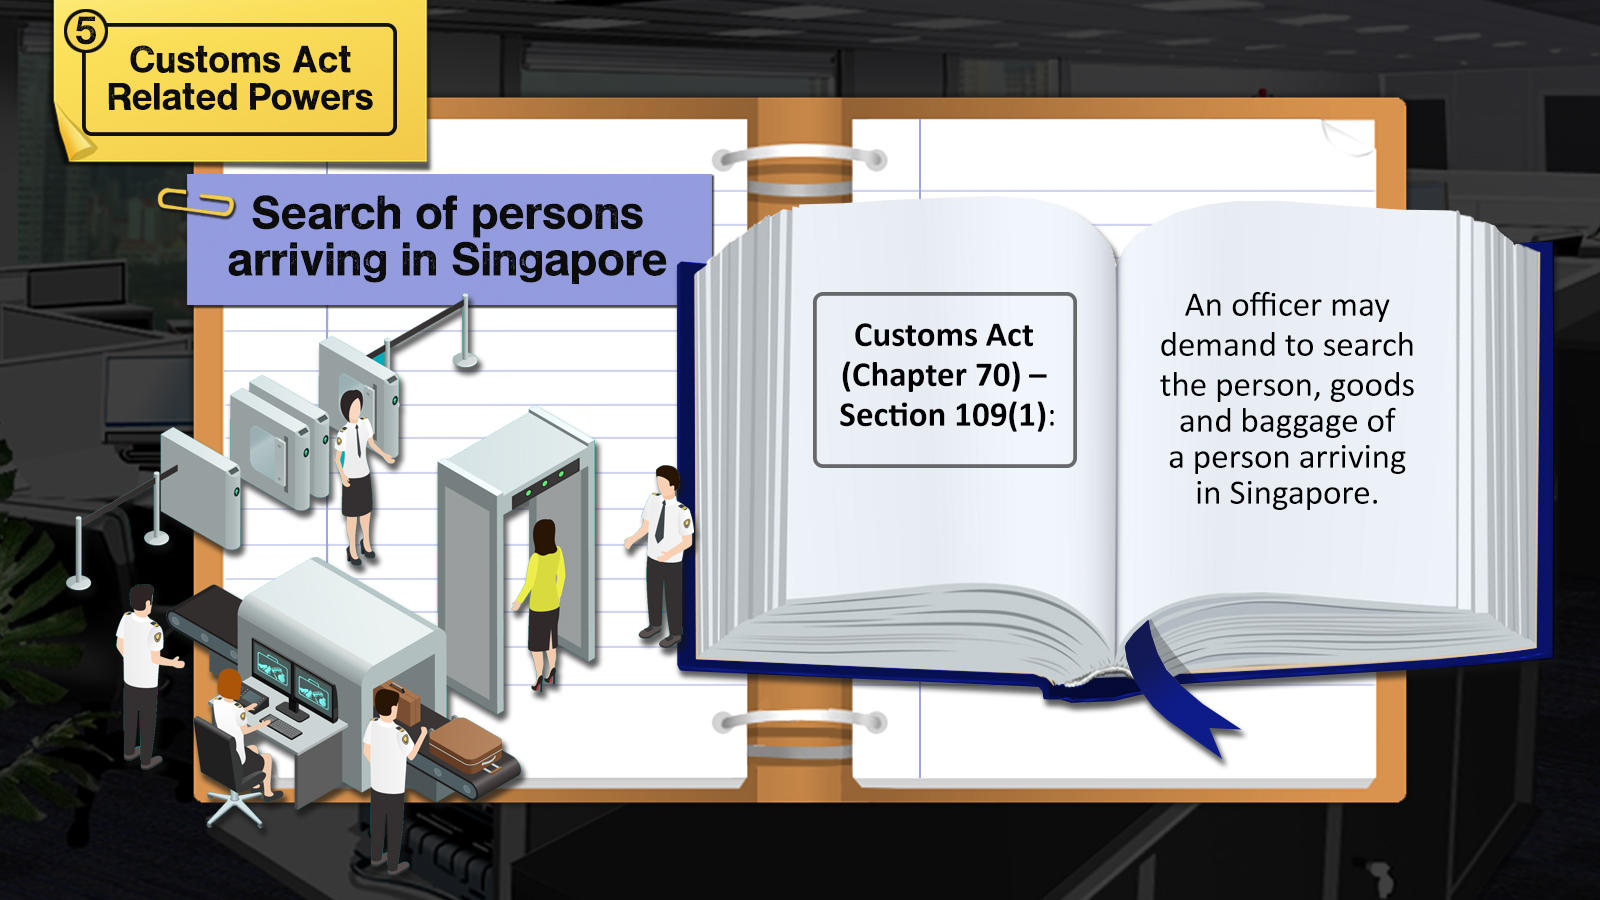 5
Customs Act
Related Powers
Search of persons
arriving in Singapore
Customs Act
(Chapter 70) –
Section 109(1):
An officer may
demand to search
the person, goods
and baggage of
a person arriving
in Singapore.